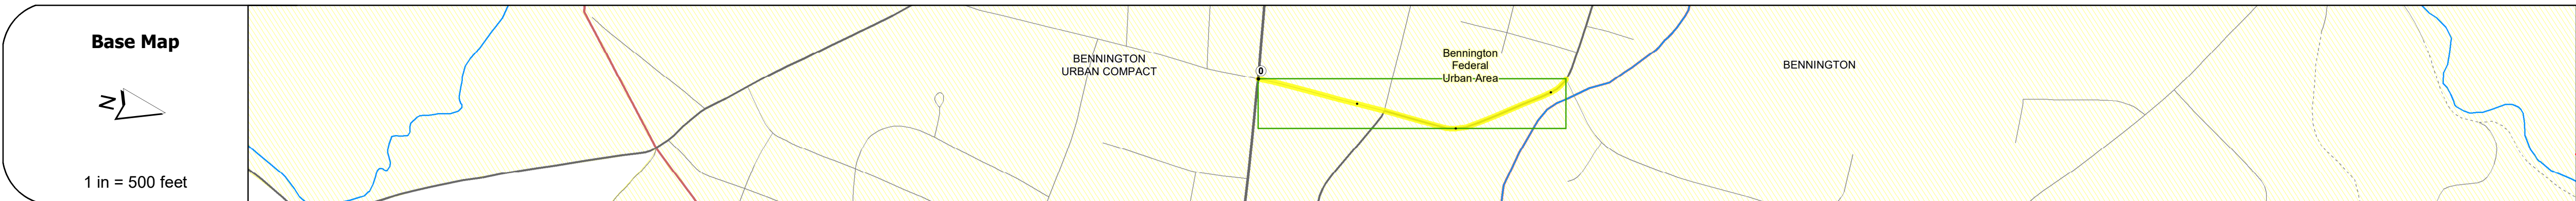 Base Map
N
1 in = 500 feet
BENNINGTON
URBAN COMPACT
0
Bennington
Federal
Urban Area
BENNINGTON